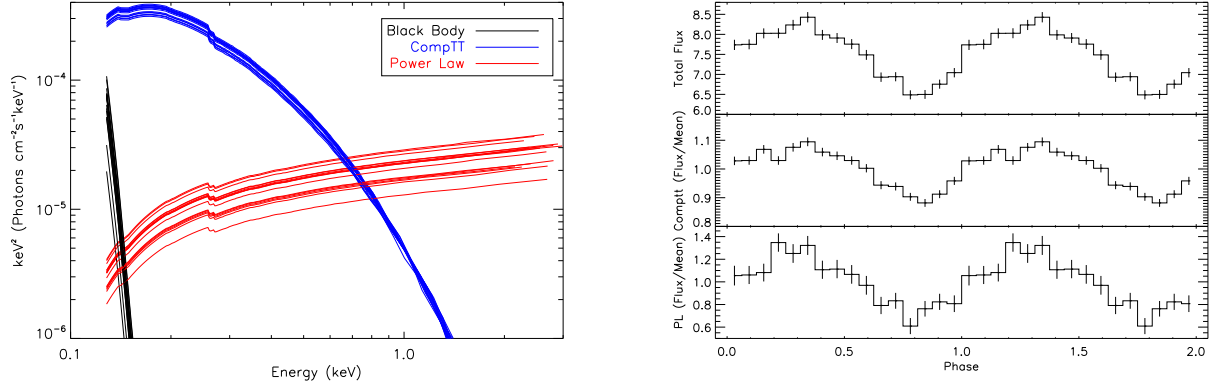 Black Body
CompTT
Power Law
10⁻⁴
10⁻⁵
10⁻⁶
keV² (Photons cm⁻²s⁻¹keV⁻¹)
0.1
1.0
Energy (keV)
8.5
8.0
7.5
7.0
6.5
6.0
Total Flux
1.1
1.0
0.9
0.8
Comptt (Flux/Mean)
1.4
1.2
1.0
0.8
0.6
PL (Flux/Mean)
0.0
0.5
1.0
1.5
2.0
Phase